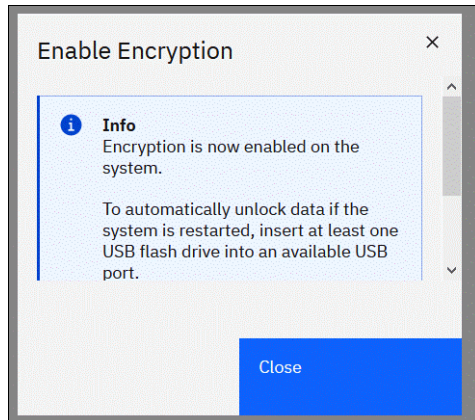 Enable Encryption
Info
Encryption is now enabled on the
system.
To automatically unlock data if the
system is restarted, insert at least one
USB flash drive into an available USB
port.
Close